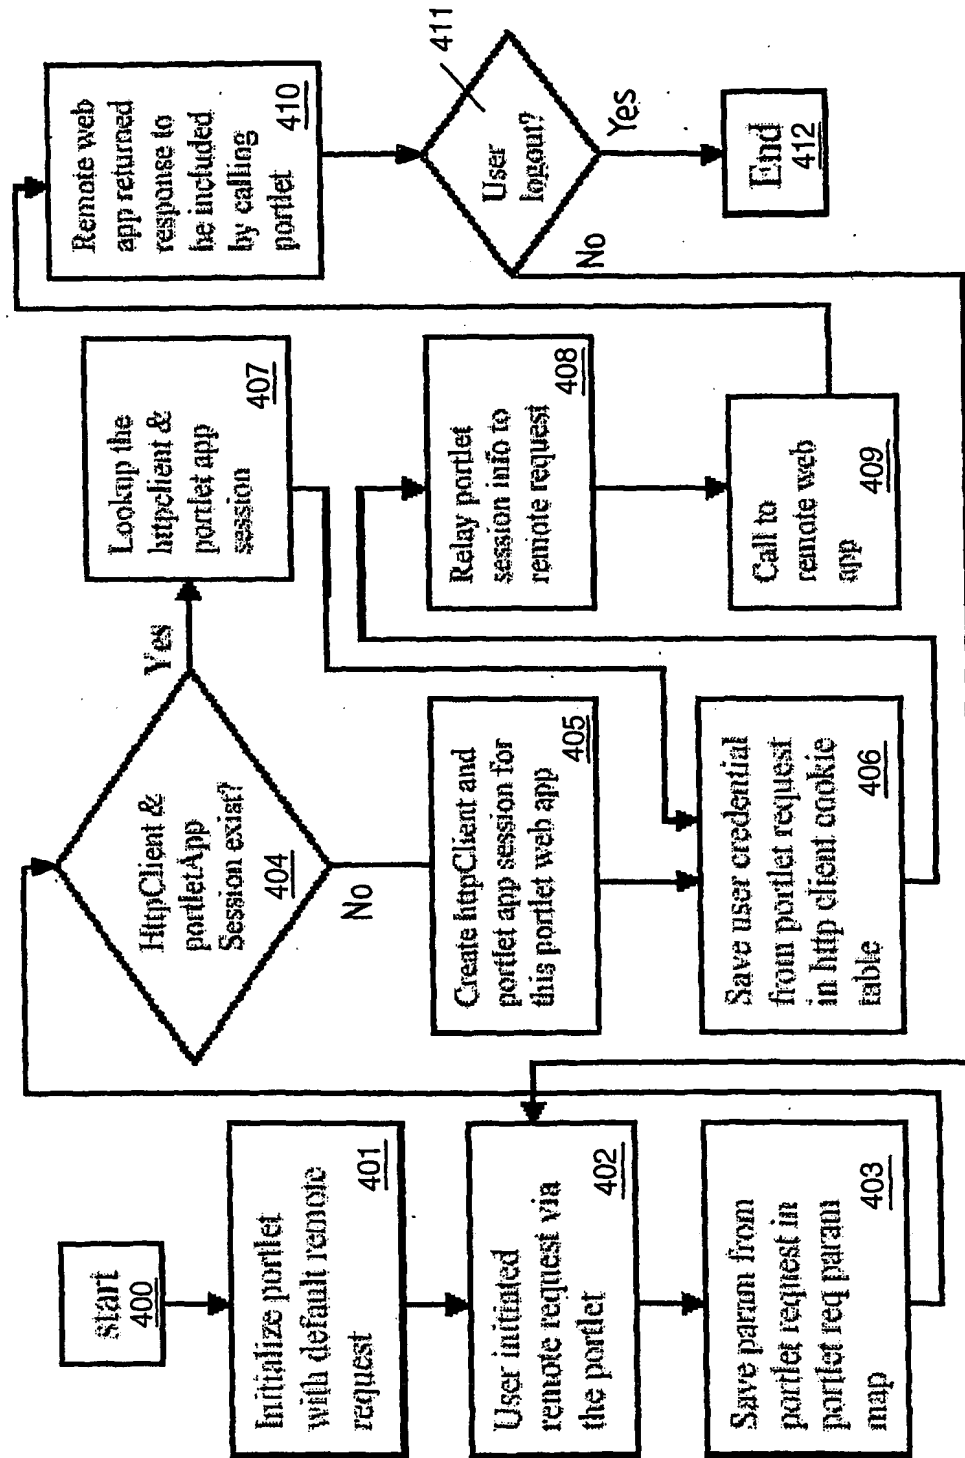 start
400
Initialize portlet
with default remote
request
401
User initiated
remote request via
the portlet
402
Save param from
portlet request in
portlet req param
map
403
HttpClient &
portletApp
Session exist?
404
Yes
No
Create httpClient and
portlet app session for
this portlet web app
405
Save user credential
from portlet request
in http client cookie
table
406
Lookup the
httpclient &
portlet app
session
407
Relay portlet
session info to
remote request
408
Call to
remote web
app
409
Remote web
app returned
response to
be included
by calling
portlet
410
User
logout?
411
No
Yes
End
412